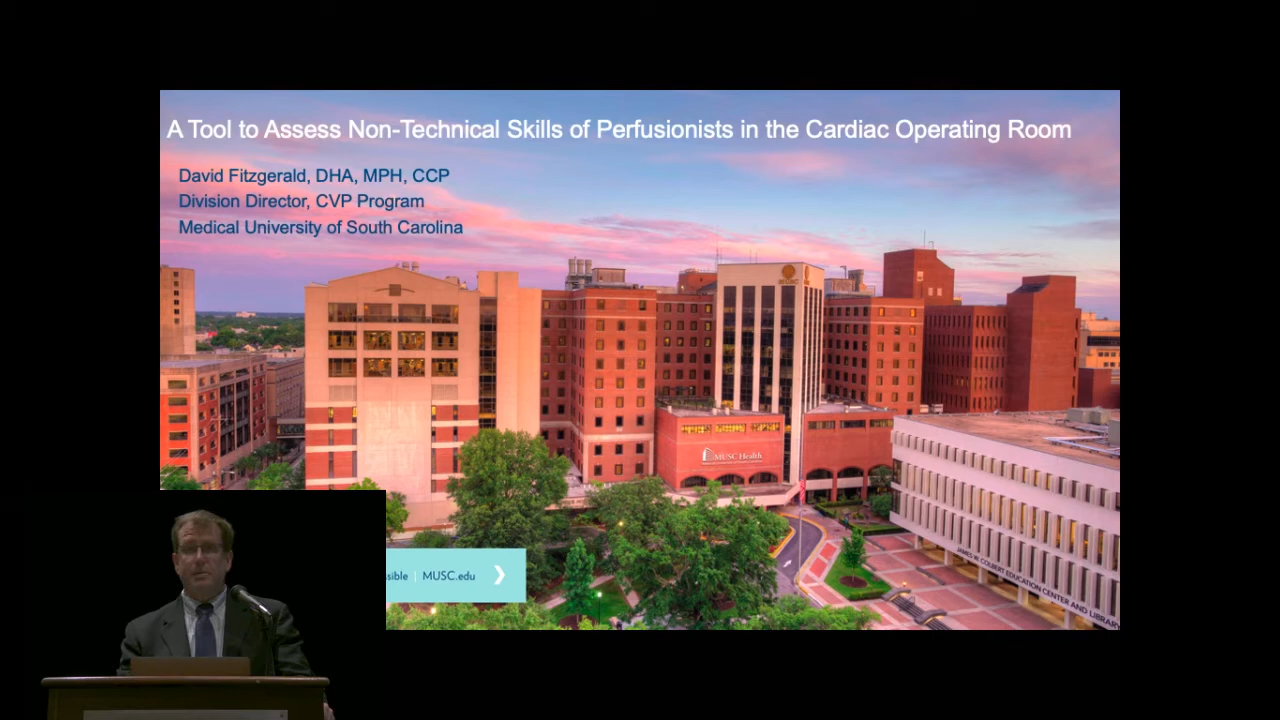 A Tool to Assess Non-Technical Skills of Perfusionists in the Cardiac Operating Room
David Fitzgerald, DHA, MPH, CCP
Division Director, CVP Program
Medical University of South Carolina
MUSC Health
JAMES W. COLBERT EDUCATION CENTER AND LIBRARY
sible | MUSC.edu